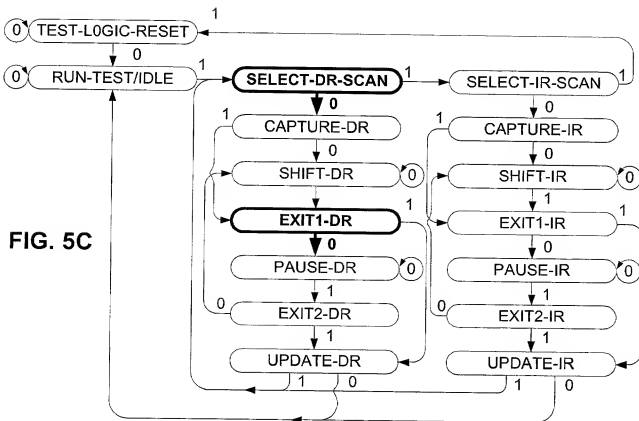 1
0 TEST-L0GIC-RESET
0
0 RUN-TEST/IDLE 1 SELECT-DR-SCAN 1 SELECT-IR-SCAN 1
0 0
1 CAPTURE-DR 1 CAPTURE-IR
0 0
SHIFT-DR 0 SHIFT-IR 0
1
EXIT1-DR 1 EXIT1-IR 1
FIG. 5C
0 0
PAUSE-DR 0 PAUSE-IR 0
1 1
0 EXIT2-DR 0 EXIT2-IR
1 1
UPDATE-DR UPDATE-IR
1 0 1 0